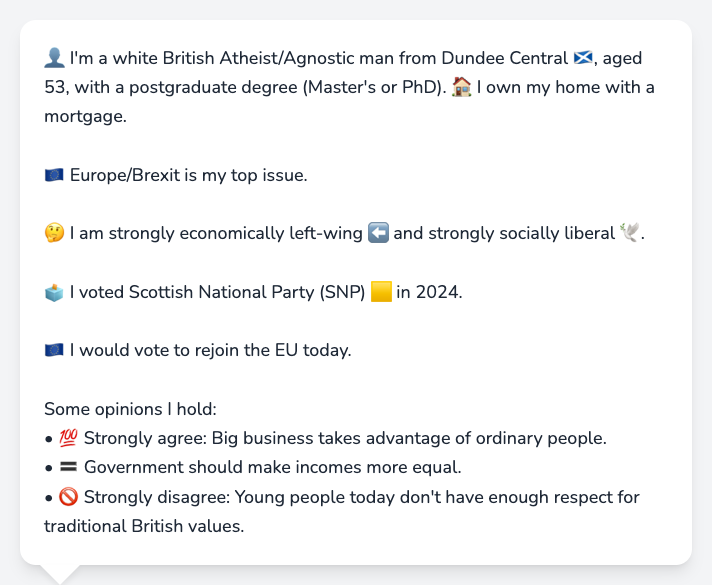 👤 I'm a white British Atheist/Agnostic man from Dundee Central 🏴󠁧󠁢󠁳󠁣󠁴󠁿, aged
53, with a postgraduate degree (Master's or PhD). 🏠 I own my home with a
mortgage.
🇪🇺 Europe/Brexit is my top issue.
🤔 I am strongly economically left-wing ⬅️ and strongly socially liberal 🕊️.
🗳️ I voted Scottish National Party (SNP) 🟨 in 2024.
🇪🇺 I would vote to rejoin the EU today.
Some opinions I hold:
• 💯 Strongly agree: Big business takes advantage of ordinary people.
• 🟰 Government should make incomes more equal.
• 🚫 Strongly disagree: Young people today don't have enough respect for
traditional British values.